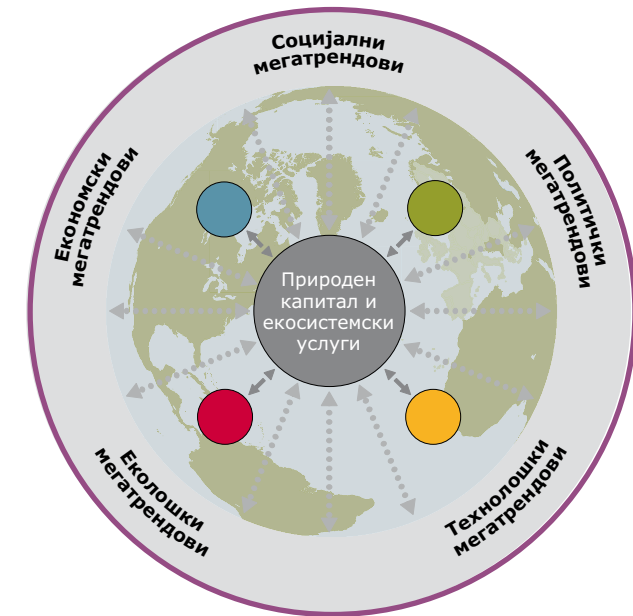 Социјални
мегатрендови
Економски
мегатрендови
Политички
мегатрендови
Природен
капитал и
екосистемски
услуги
Еколошки
мегатрендови
Технолошки
мегатрендови